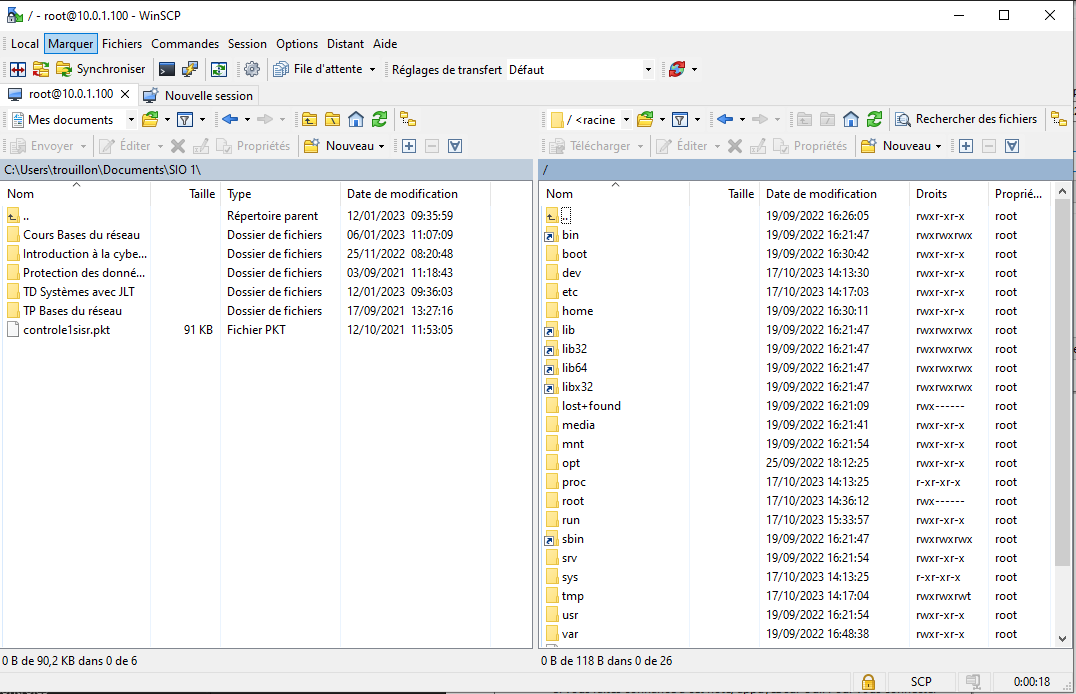 / - root@10.0.1.100 - WinSCP
Local Marquer Fichiers Commandes Session Options Distant Aide
Synchroniser File d'attente Réglages de transfert Défaut
root@10.0.1.100 Nouvelle session
Mes documents / <racine Rechercher des fichiers
Envoyer Éditer Propriétés Nouveau Télécharger Éditer Propriétés Nouveau
C:\Users\trouillon\Documents\SIO 1\ /
Nom Taille Type Date de modification Nom Taille Date de modification Droits Proprié...
.. Répertoire parent 12/01/2023 09:35:59 .. 19/09/2022 16:26:05 rwxr-xr-x root
Cours Bases du réseau Dossier de fichiers 06/01/2023 11:07:09 bin 19/09/2022 16:21:47 rwxrwxrwx root
Introduction à la cybe... Dossier de fichiers 25/11/2022 08:20:48 boot 19/09/2022 16:30:42 rwxr-xr-x root
Protection des donné... Dossier de fichiers 03/09/2021 11:18:43 dev 17/10/2023 14:13:30 rwxr-xr-x root
TD Systèmes avec JLT Dossier de fichiers 12/01/2023 09:36:03 etc 17/10/2023 14:17:03 rwxr-xr-x root
TP Bases du réseau Dossier de fichiers 17/09/2021 13:27:16 home 19/09/2022 16:30:11 rwxr-xr-x root
controle1sisr.pkt 91 KB Fichier PKT 12/10/2021 11:53:05 lib 19/09/2022 16:21:47 rwxrwxrwx root
lib32 19/09/2022 16:21:47 rwxrwxrwx root
lib64 19/09/2022 16:21:47 rwxrwxrwx root
libx32 19/09/2022 16:21:47 rwxrwxrwx root
lost+found 19/09/2022 16:21:09 rwx------ root
media 19/09/2022 16:21:41 rwxr-xr-x root
mnt 19/09/2022 16:21:54 rwxr-xr-x root
opt 25/09/2022 18:12:25 rwxr-xr-x root
proc 17/10/2023 14:13:25 r-xr-xr-x root
root 17/10/2023 14:36:12 rwx------ root
run 17/10/2023 15:33:57 rwxr-xr-x root
sbin 19/09/2022 16:21:47 rwxrwxrwx root
srv 19/09/2022 16:21:54 rwxr-xr-x root
sys 17/10/2023 14:13:25 r-xr-xr-x root
tmp 17/10/2023 14:17:04 rwxrwxrwt root
usr 19/09/2022 16:21:54 rwxr-xr-x root
var 19/09/2022 16:48:38 rwxr-xr-x root
0 B de 90,2 KB dans 0 de 6 0 B de 118 B dans 0 de 26
SCP 0:00:18